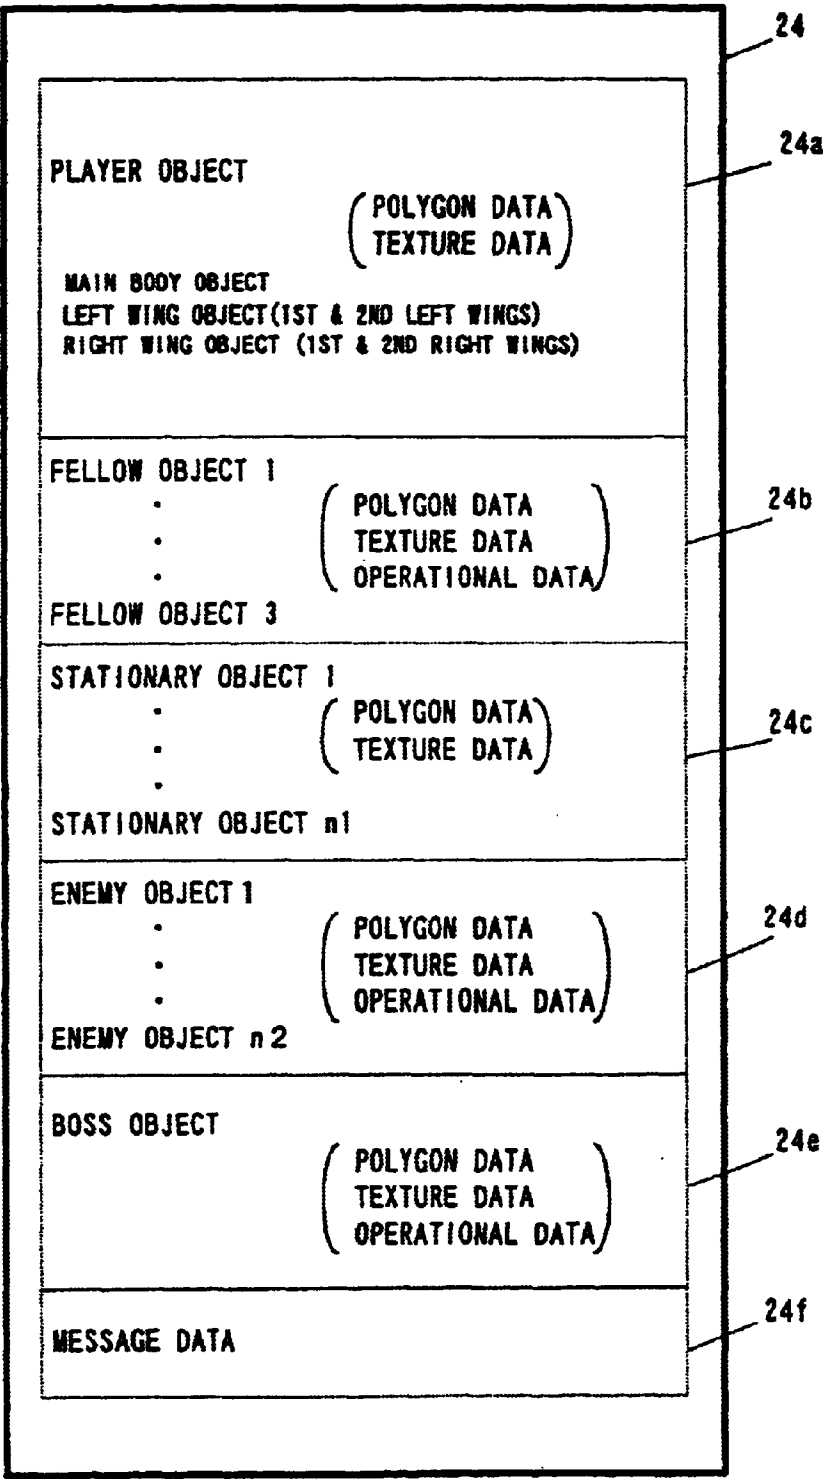 24
24a
PLAYER OBJECT
POLYGON DATA
TEXTURE DATA
MAIN BODY OBJECT
LEFT WING OBJECT(1ST & 2ND LEFT WINGS)
RIGHT WING OBJECT (1ST & 2ND RIGHT WINGS)
FELLOW OBJECT 1
24b
POLYGON DATA
TEXTURE DATA
OPERATIONAL DATA
FELLOW OBJECT 3
STATIONARY OBJECT 1
24c
POLYGON DATA
TEXTURE DATA
STATIONARY OBJECT n1
ENEMY OBJECT 1
24d
POLYGON DATA
TEXTURE DATA
OPERATIONAL DATA
ENEMY OBJECT n2
BOSS OBJECT
24e
POLYGON DATA
TEXTURE DATA
OPERATIONAL DATA
24f
MESSAGE DATA